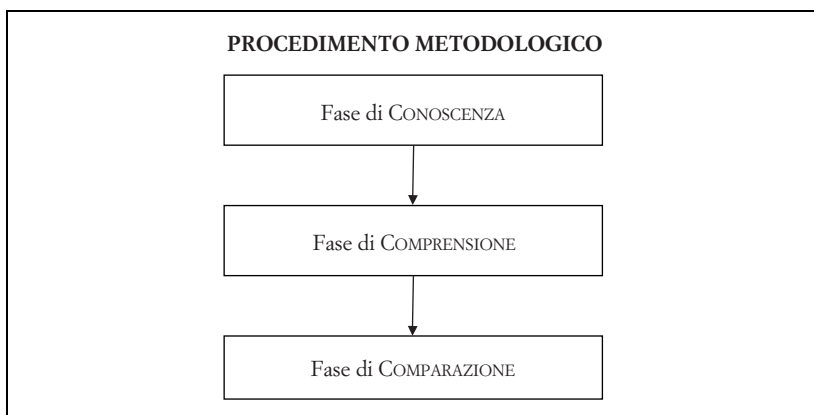 PROCEDIMENTO METODOLOGICO
Fase di CONOSCENZA
Fase di COMPRENSIONE
Fase di COMPARAZIONE